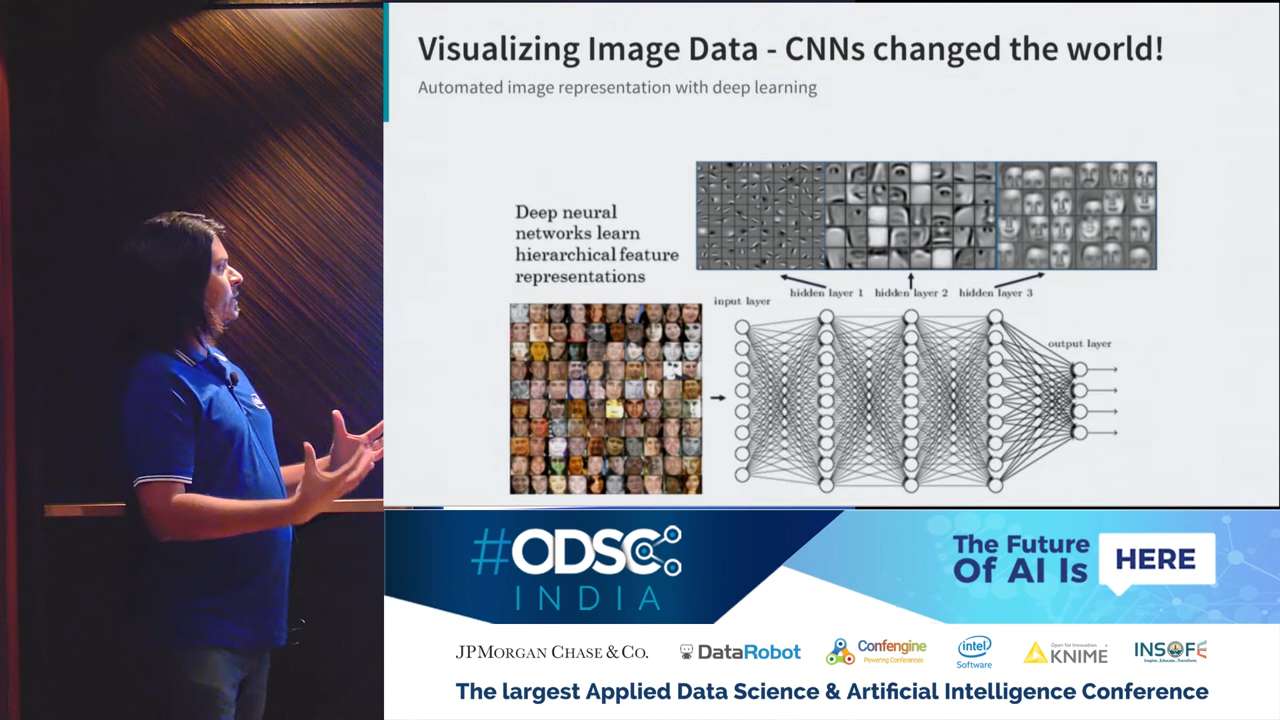 Visualizing Image Data - CNNs changed the world!
Automated image representation with deep learning
Deep neural
networks learn
hierarchical feature
representations
hidden layer 1
hidden layer 2
hidden layer 3
input layer
output layer
#ODSC
INDIA
The Future
Of AI Is
HERE
JPMORGAN CHASE & CO.
DataRobot
Confengine
Powering Conferences
intel
Software
Open for Innovation
KNIME
INSOFE
Inspire...Educate...Transform.
The largest Applied Data Science & Artificial Intelligence Conference